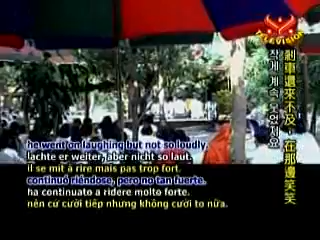 TELEVISION
剎車還來不及，在那邊笑笑
작게 계속 웃었지요
he went on laughing but not so loudly.
lachte er weiter, aber nicht so laut.
il se mit à rire mais pas trop fort.
continuó riéndose, pero no tan fuerte.
ha continuato a ridere molto forte.
nên cứ cười tiếp nhưng không cười to nữa.